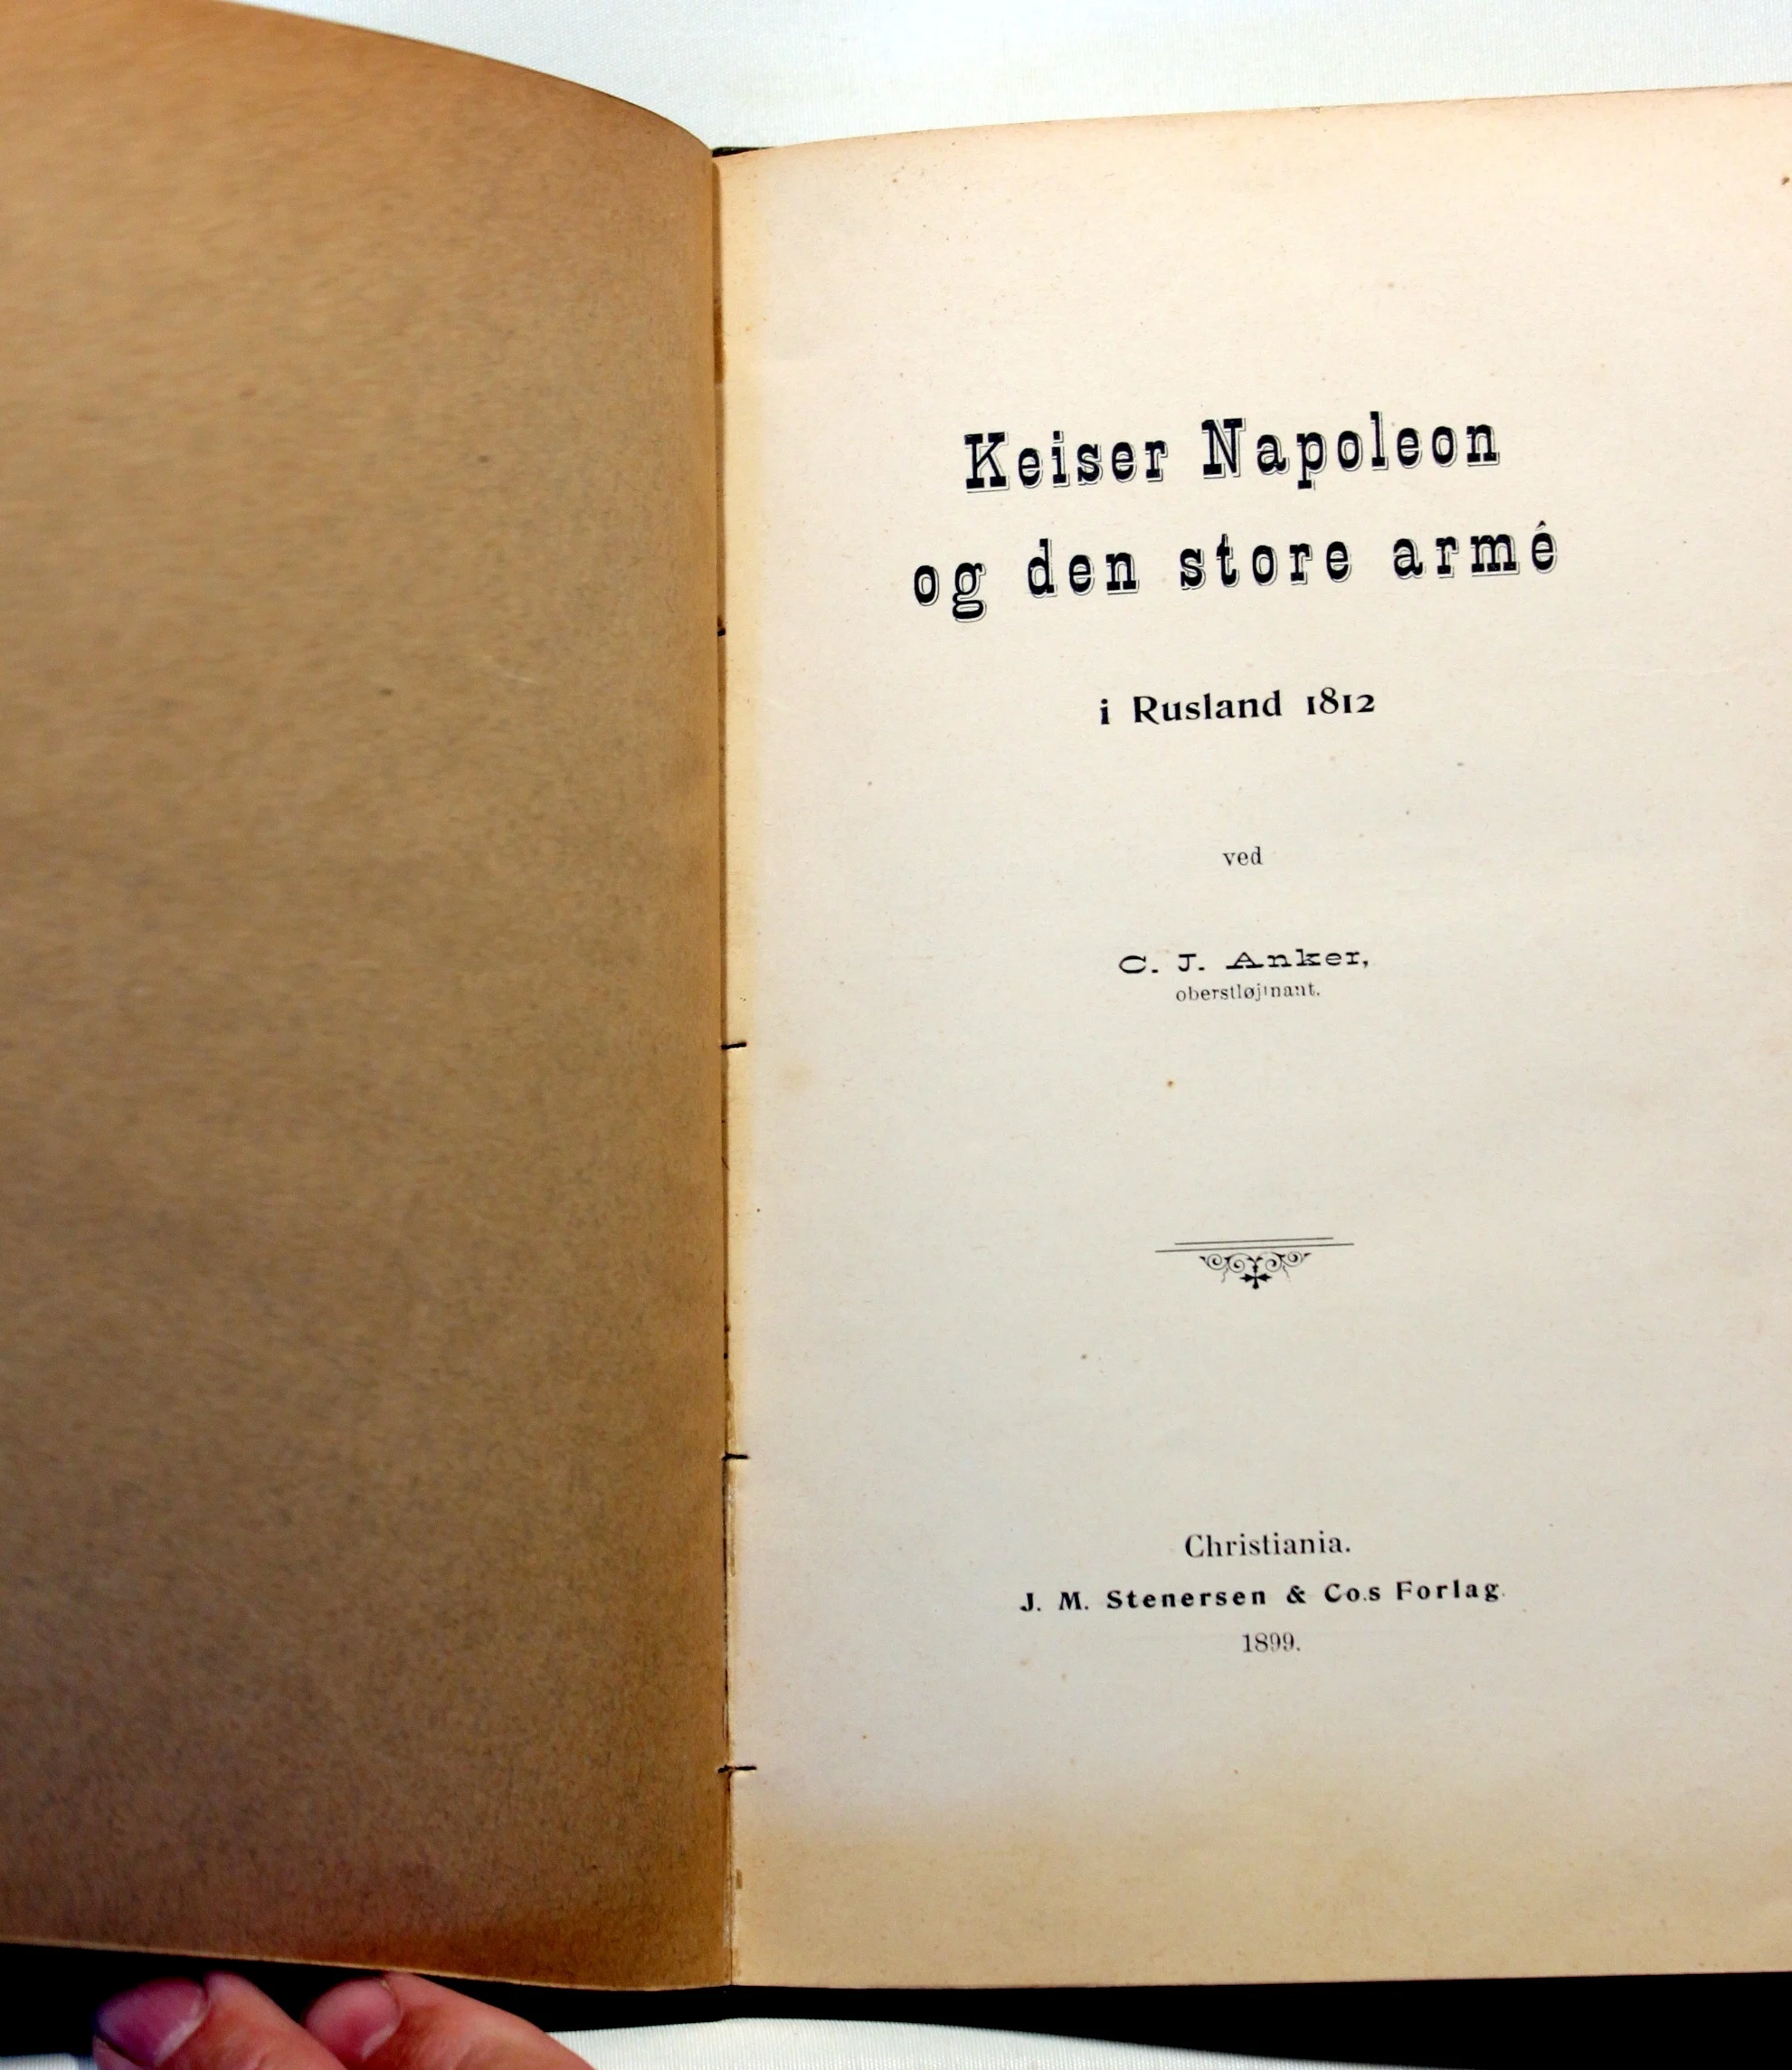 Keiser Napoleon
og den store armé
i Rusland 1812
ved
C. J. Anker,
oberstløjtnant.
Christiania.
J. M. Stenersen & Co.s Forlag.
1899.